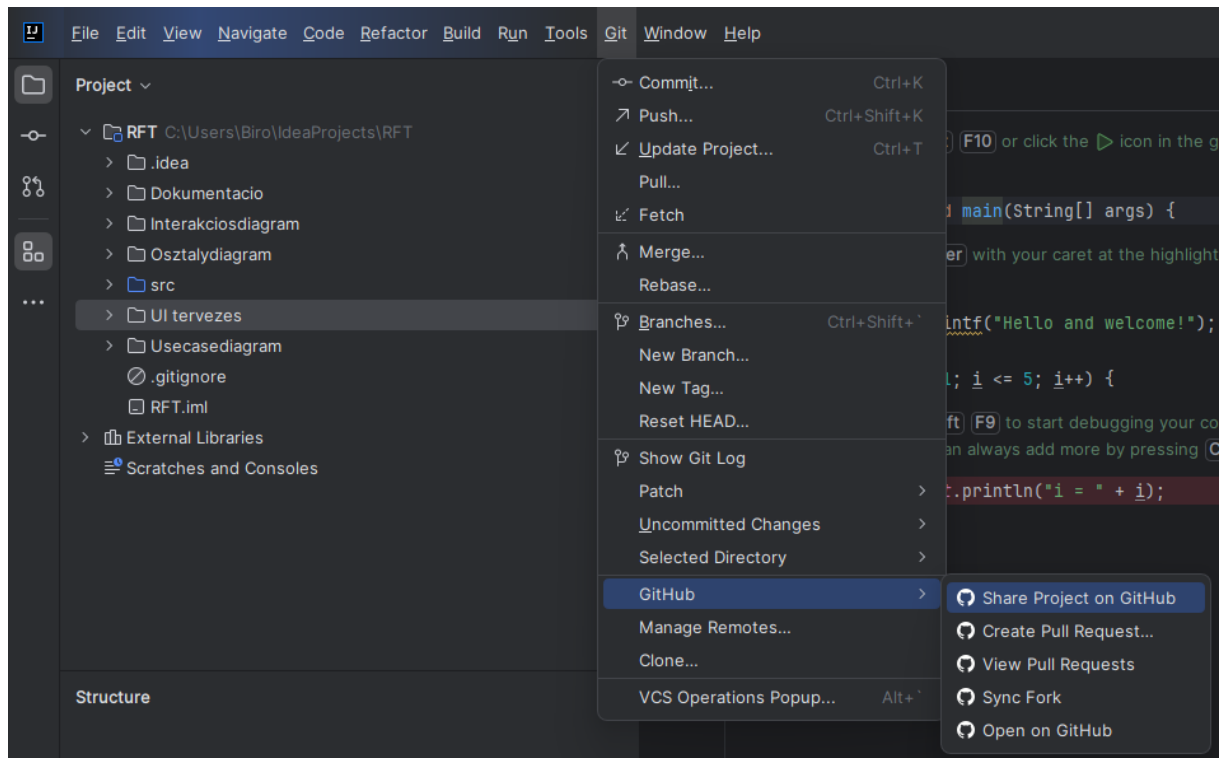 IJ
File Edit View Navigate Code Refactor Build Run Tools Git Window Help
Project
RFT C:\Users\Biro\IdeaProjects\RFT
.idea
Dokumentacio
Interakciosdiagram
Osztalydiagram
src
UI tervezes
Usecasediagram
.gitignore
RFT.iml
External Libraries
Scratches and Consoles
Structure
Commit... Ctrl+K
Push... Ctrl+Shift+K
Update Project... Ctrl+T
Pull...
Fetch
Merge...
Rebase...
Branches... Ctrl+Shift+`
New Branch...
New Tag...
Reset HEAD...
Show Git Log
Patch
Uncommitted Changes
Selected Directory
GitHub
Manage Remotes...
Clone...
VCS Operations Popup... Alt+`
Share Project on GitHub
Create Pull Request...
View Pull Requests
Sync Fork
Open on GitHub
F10 or click the icon in the g
main(String[] args) {
er with your caret at the highlight
intf("Hello and welcome!");
; i <= 5; i++) {
ft F9 to start debugging your co
an always add more by pressing C
.println("i = " + i);